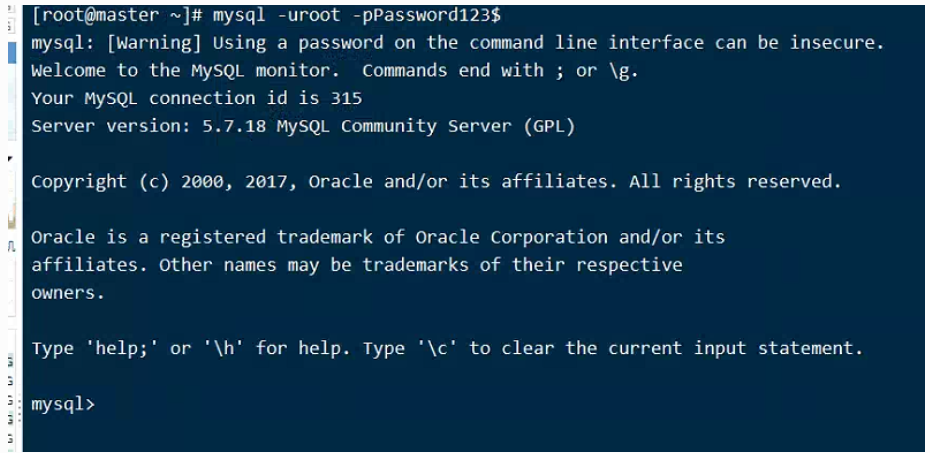 [root@master ~]# mysql -uroot -pPassword123$
mysql: [Warning] Using a password on the command line interface can be insecure.
Welcome to the MySQL monitor.  Commands end with ; or \g.
Your MySQL connection id is 315
Server version: 5.7.18 MySQL Community Server (GPL)
Copyright (c) 2000, 2017, Oracle and/or its affiliates. All rights reserved.
Oracle is a registered trademark of Oracle Corporation and/or its
affiliates. Other names may be trademarks of their respective
owners.
Type 'help;' or '\h' for help. Type '\c' to clear the current input statement.
mysql>